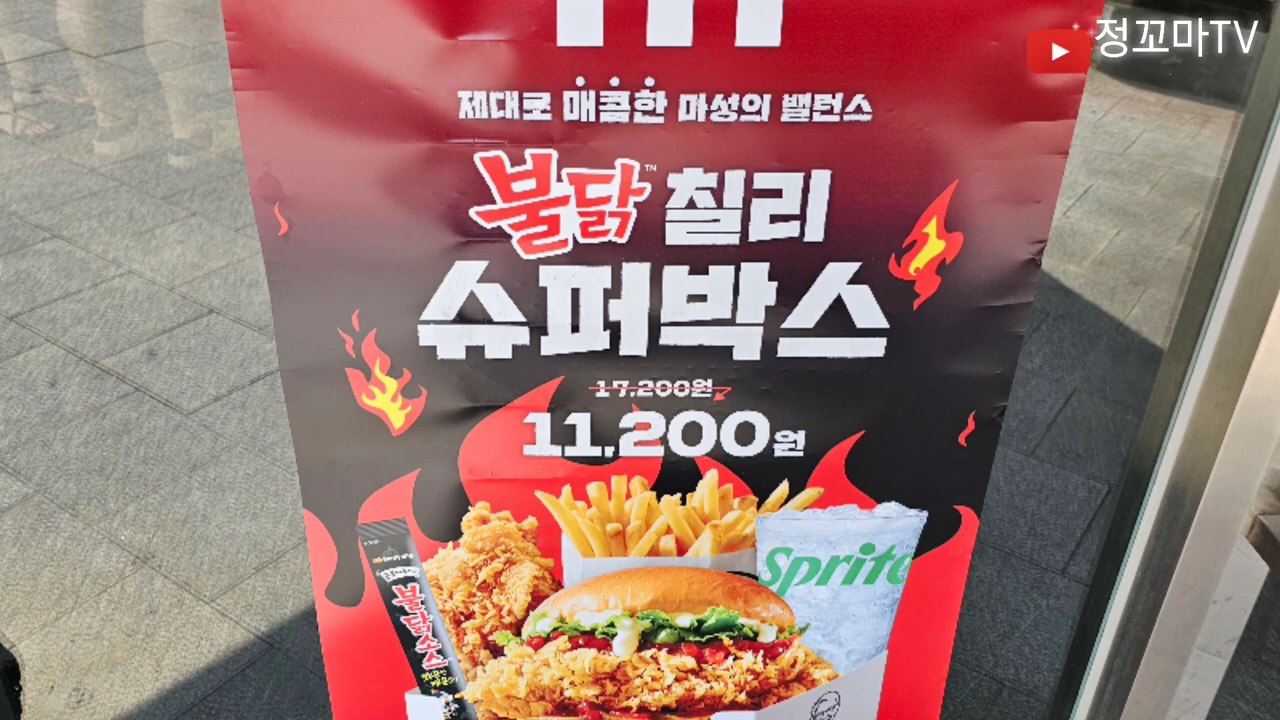 정꼬마TV
제대로 매콤한 마성의 밸런스
불닭™ 칠리
슈퍼박스
17,200원
11,200원
Sprite
불닭소스